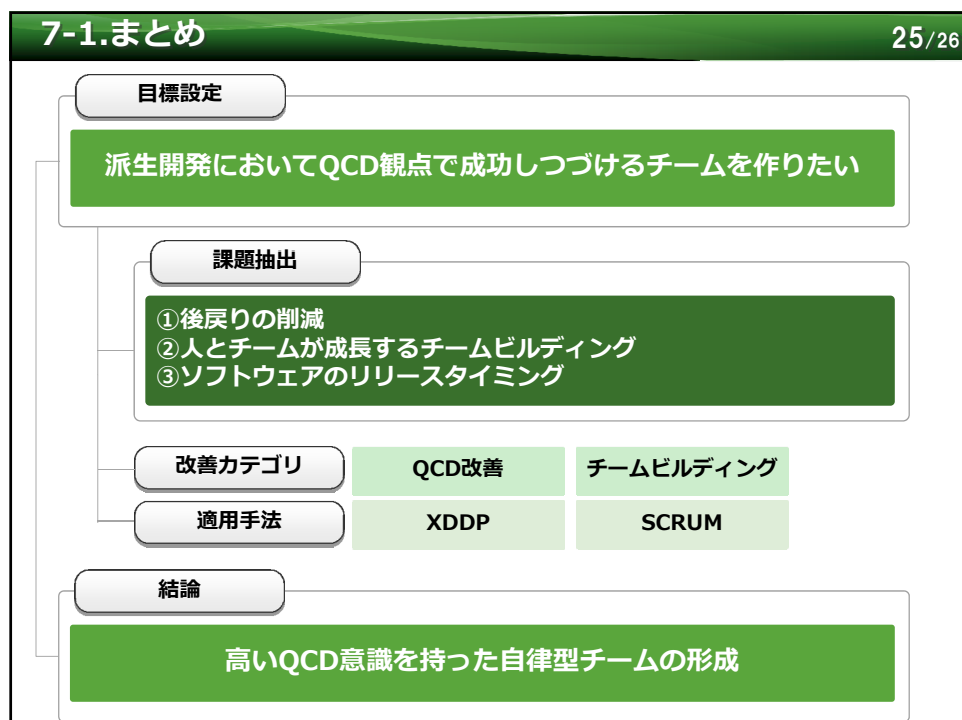 7-1.まとめ
25/26
目標設定
派生開発においてQCD観点で成功しつづけるチームを作りたい
課題抽出
①後戻りの削減
②人とチームが成長するチームビルディング
③ソフトウェアのリリースタイミング
改善カテゴリ QCD改善 チームビルディング
適用手法 XDDP SCRUM
結論
高いQCD意識を持った自律型チームの形成